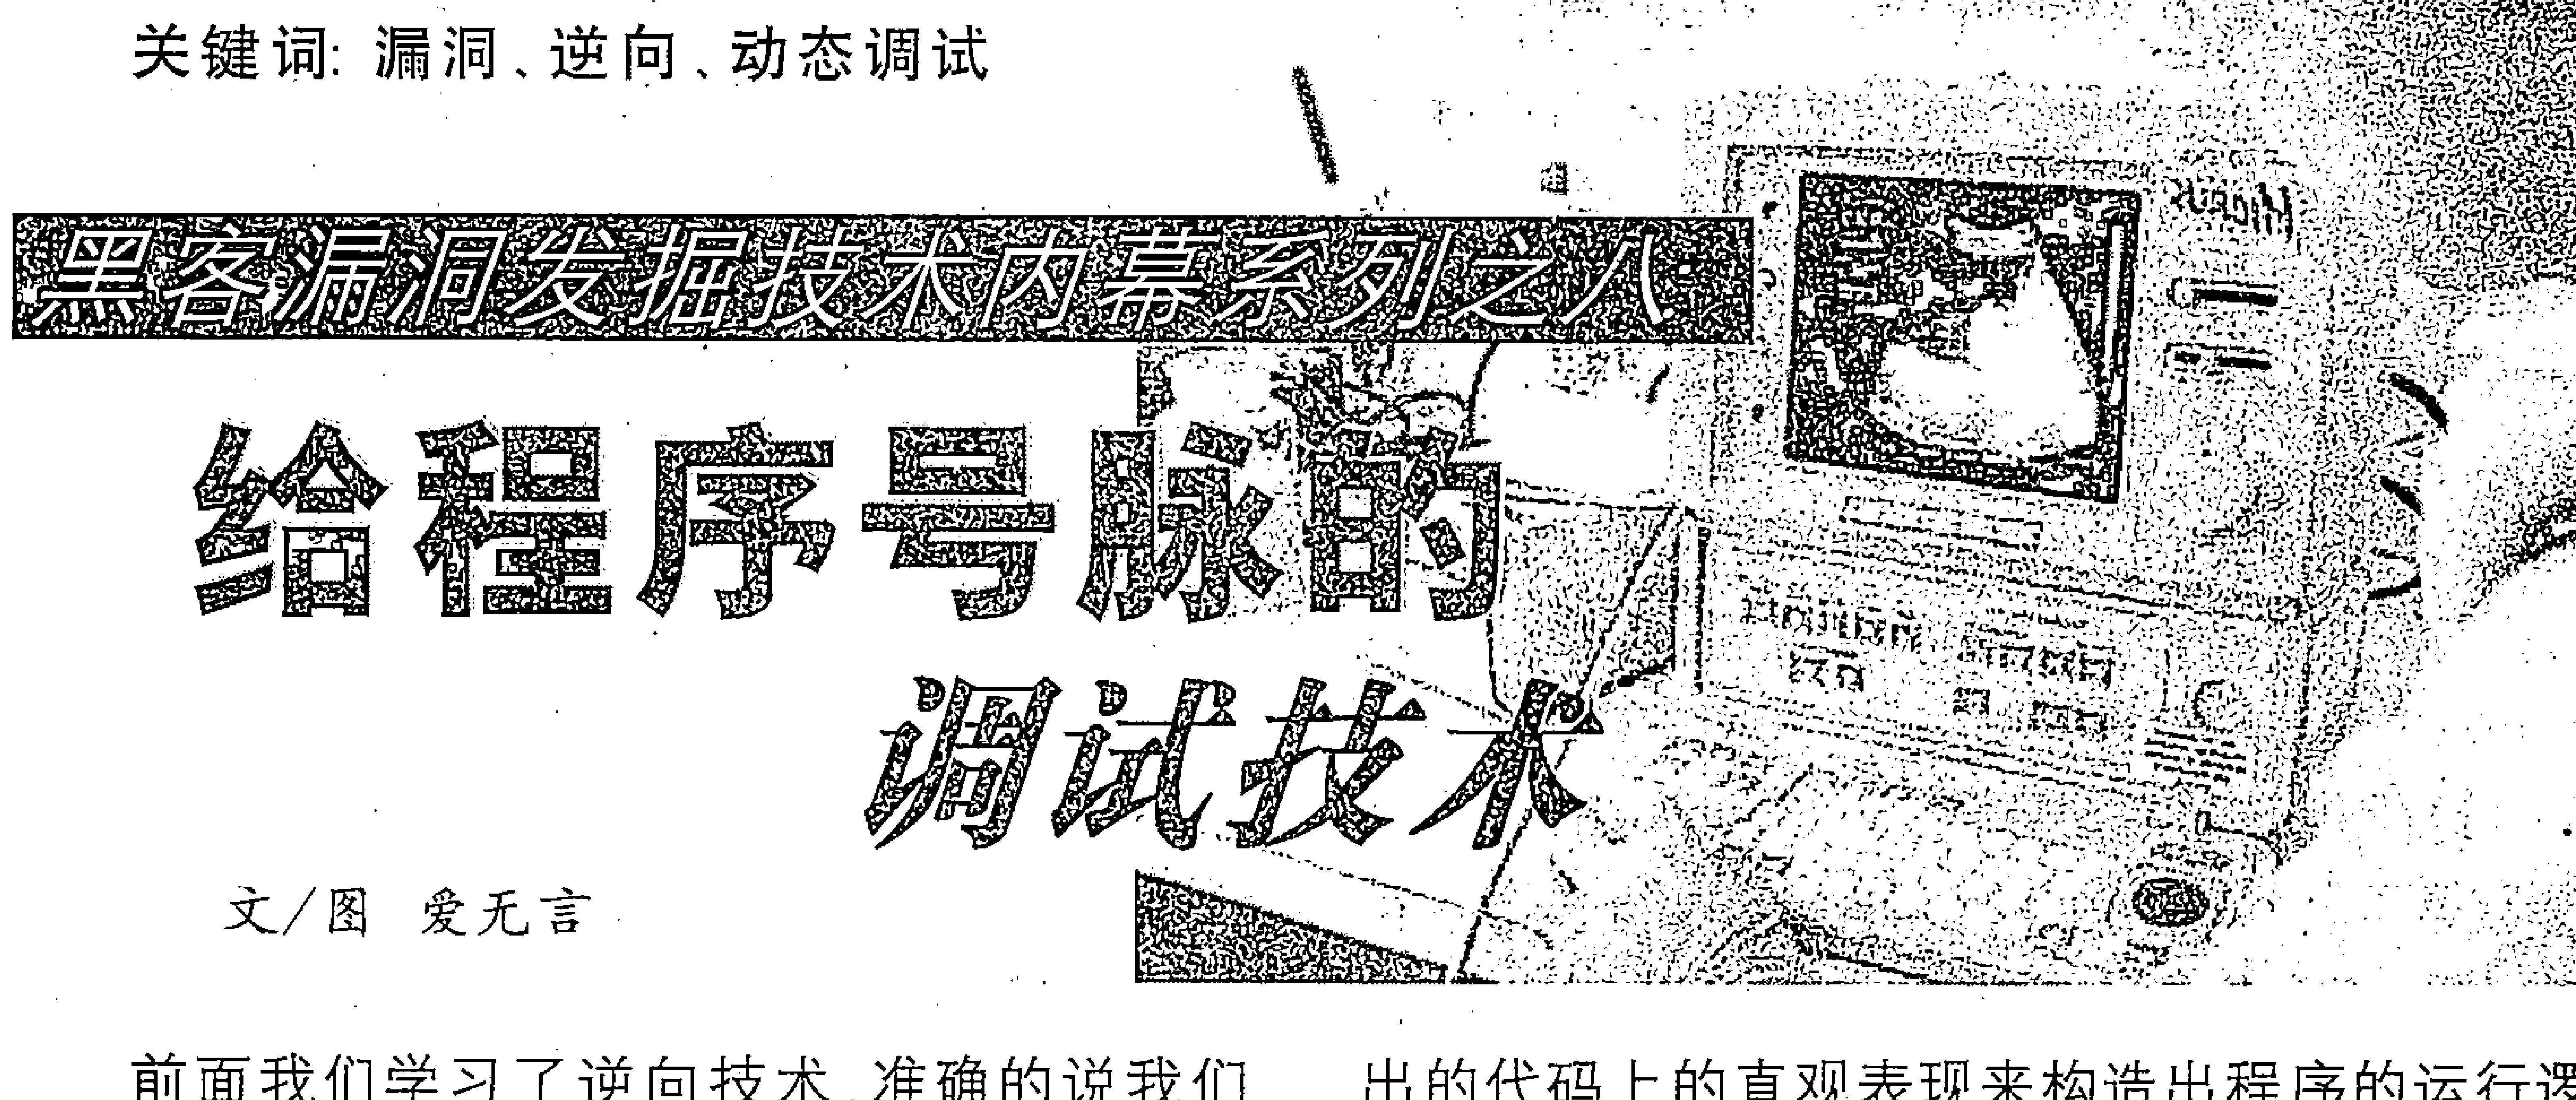 关键词: 漏洞、逆向、动态调试
黑客漏洞发掘技术内幕系列之八
给程序号脉的
调试技术
文/图 爱无言
前面我们学习了逆向技术,准确的说我们
出的代码上的直观表现来构造出程序的运行逻